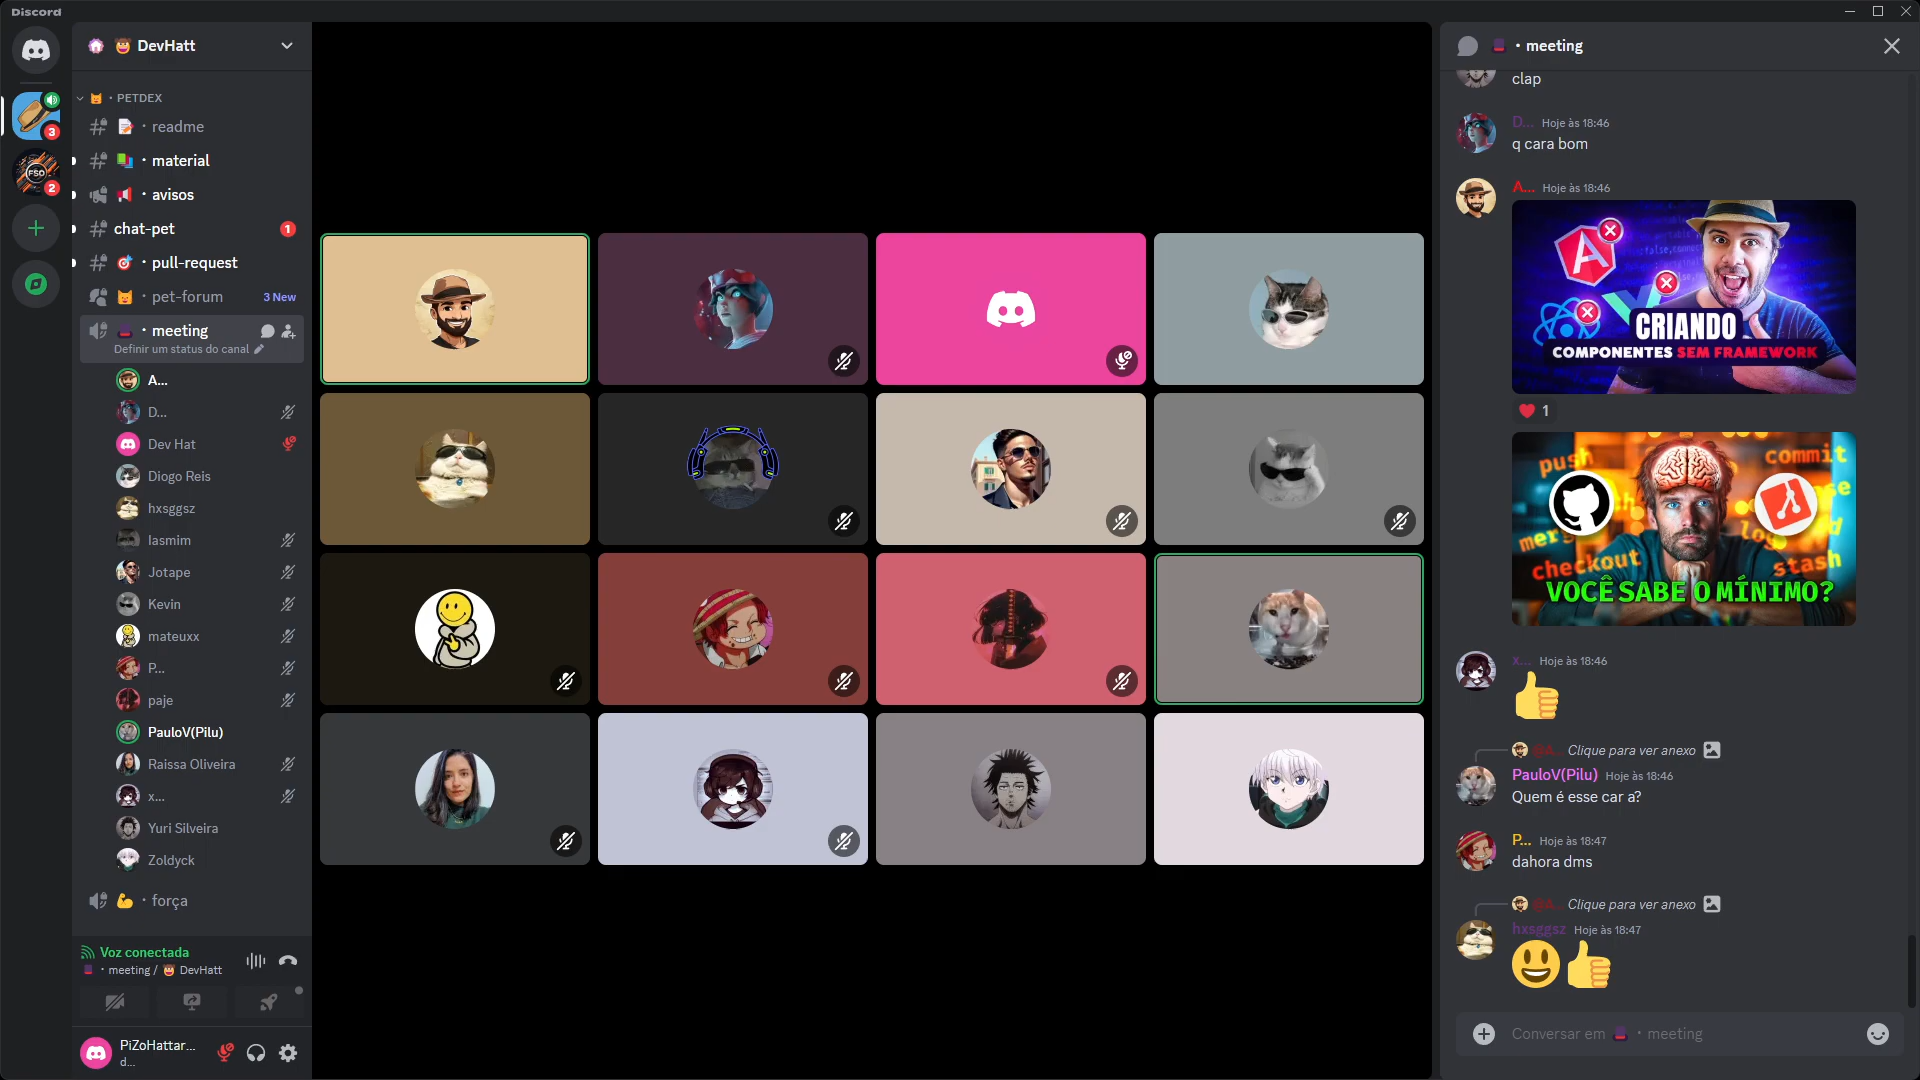 Discord
DevHatt
PETDEX
readme
material
avisos
chat-pet
1
pull-request
pet-forum
3 New
meeting
Definir um status do canal
A...
D...
Dev Hat
Diogo Reis
hxsggsz
Iasmim
Jotape
Kevin
mateuxx
P...
paje
PauloV(Pilu)
Raissa Oliveira
x...
Yuri Silveira
Zoldyck
força
Voz conectada
meeting / DevHatt
PiZoHattar...
d...
3
FSO
2
meeting
clap
D... Hoje às 18:46
q cara bom
A... Hoje às 18:46
CRIANDO
COMPONENTES SEM FRAMEWORK
1
push
commit
merg
log
checkout
stash
VOCÊ SABE O MÍNIMO?
x... Hoje às 18:46
@A... Clique para ver anexo
PauloV(Pilu) Hoje às 18:46
Quem é esse car a?
P... Hoje às 18:47
dahora dms
@A... Clique para ver anexo
hxsggsz Hoje às 18:47
Conversar em meeting